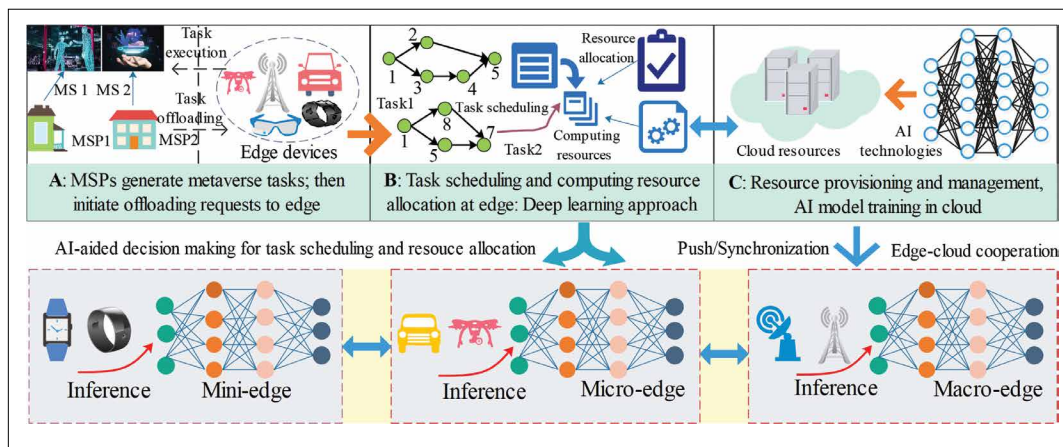 Task
execution
MS 1
MS 2
Task
offloading
MSP1
MSP2
Edge devices
A: MSPs generate metaverse tasks; then
initiate offloading requests to edge
2
1
3
4
5
Task1
Task scheduling
8
1
7
5
Task2
Resource
allocation
Computing
resources
B: Task scheduling and computing resource
allocation at edge: Deep learning approach
Cloud resources
AI
technologies
C: Resource provisioning and management,
AI model training in cloud
AI-aided decision making for task scheduling and resouce allocation
Push/Synchronization
Edge-cloud cooperation
Inference
Mini-edge
Inference
Micro-edge
Inference
Macro-edge